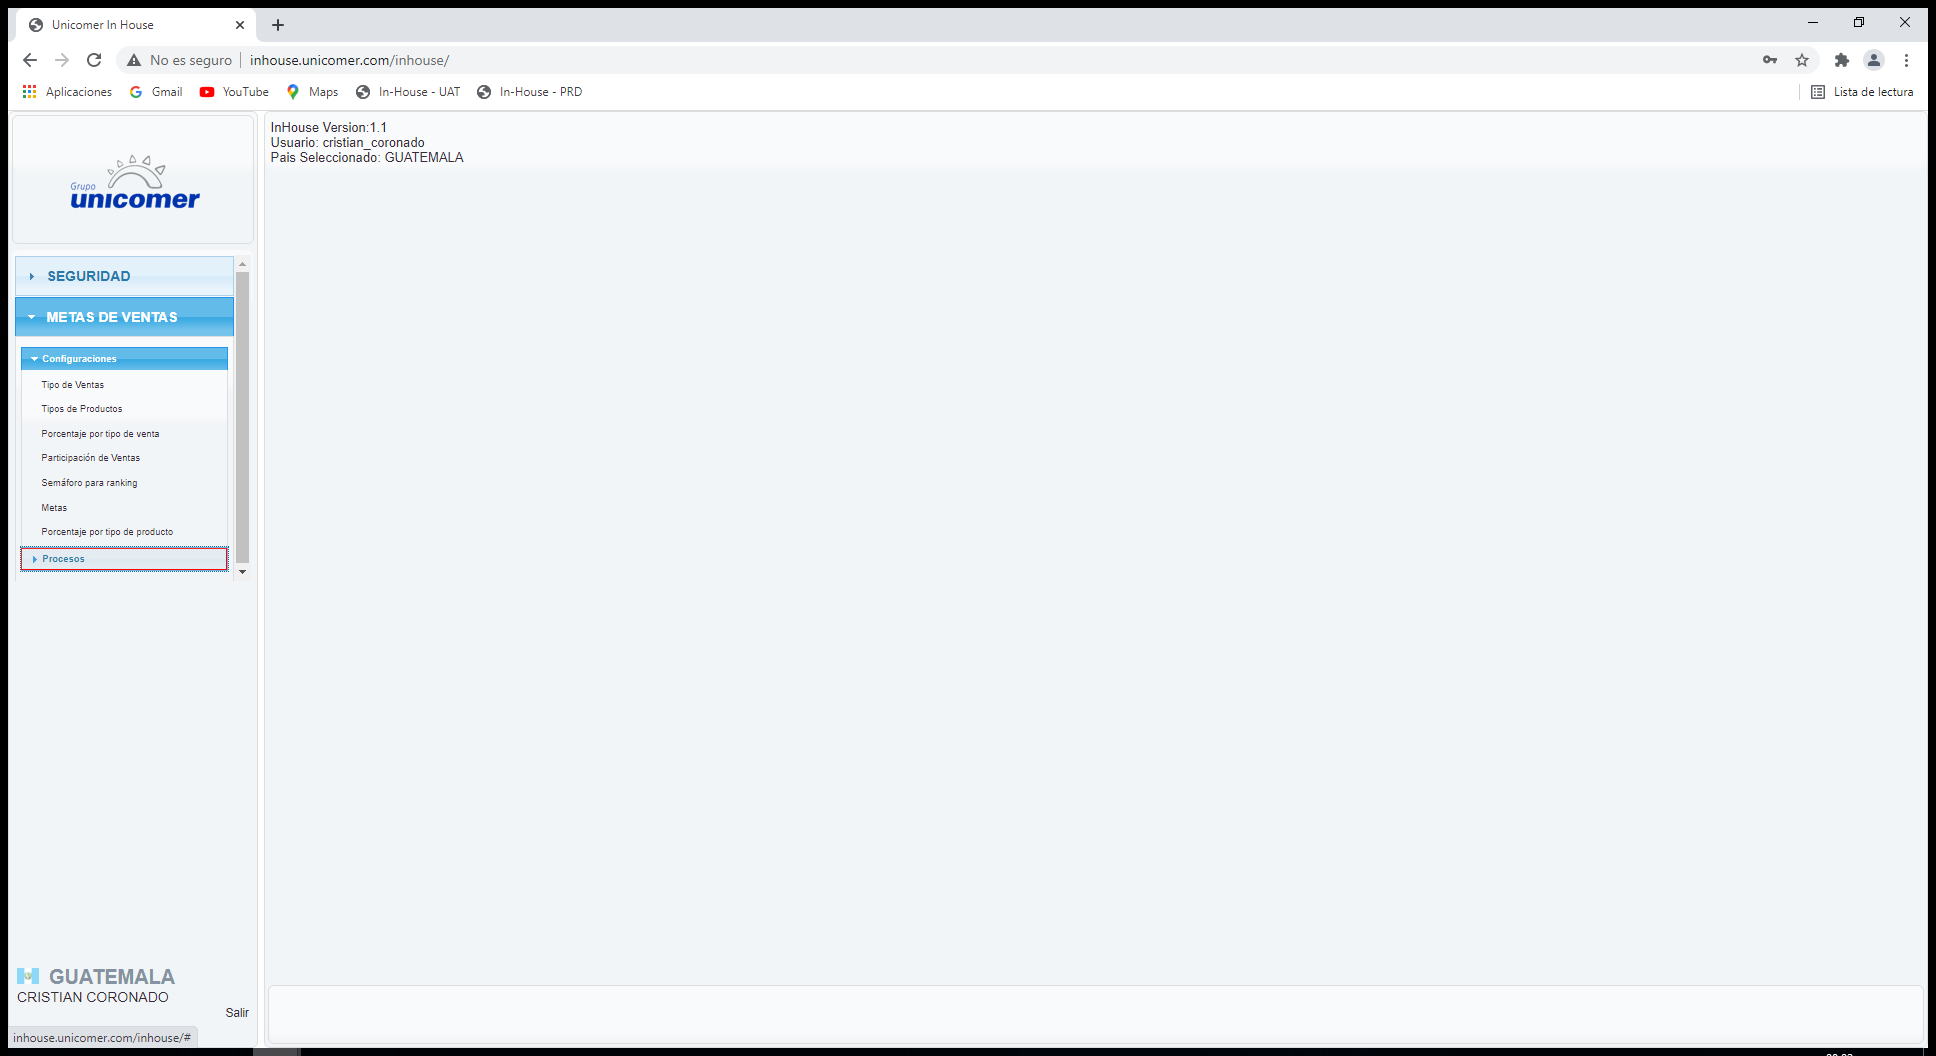 Unicomer In House
No es seguro inhouse.unicomer.com/inhouse/
Aplicaciones Gmail YouTube Maps In-House - UAT In-House - PRD Lista de lectura
Grupo
unicomer
InHouse Version:1.1
Usuario: cristian_coronado
Pais Seleccionado: GUATEMALA
SEGURIDAD
METAS DE VENTAS
Configuraciones
Tipo de Ventas
Tipos de Productos
Porcentaje por tipo de venta
Participación de Ventas
Semáforo para ranking
Metas
Porcentaje por tipo de producto
Procesos
GUATEMALA
CRISTIAN CORONADO
Salir
inhouse.unicomer.com/inhouse/#